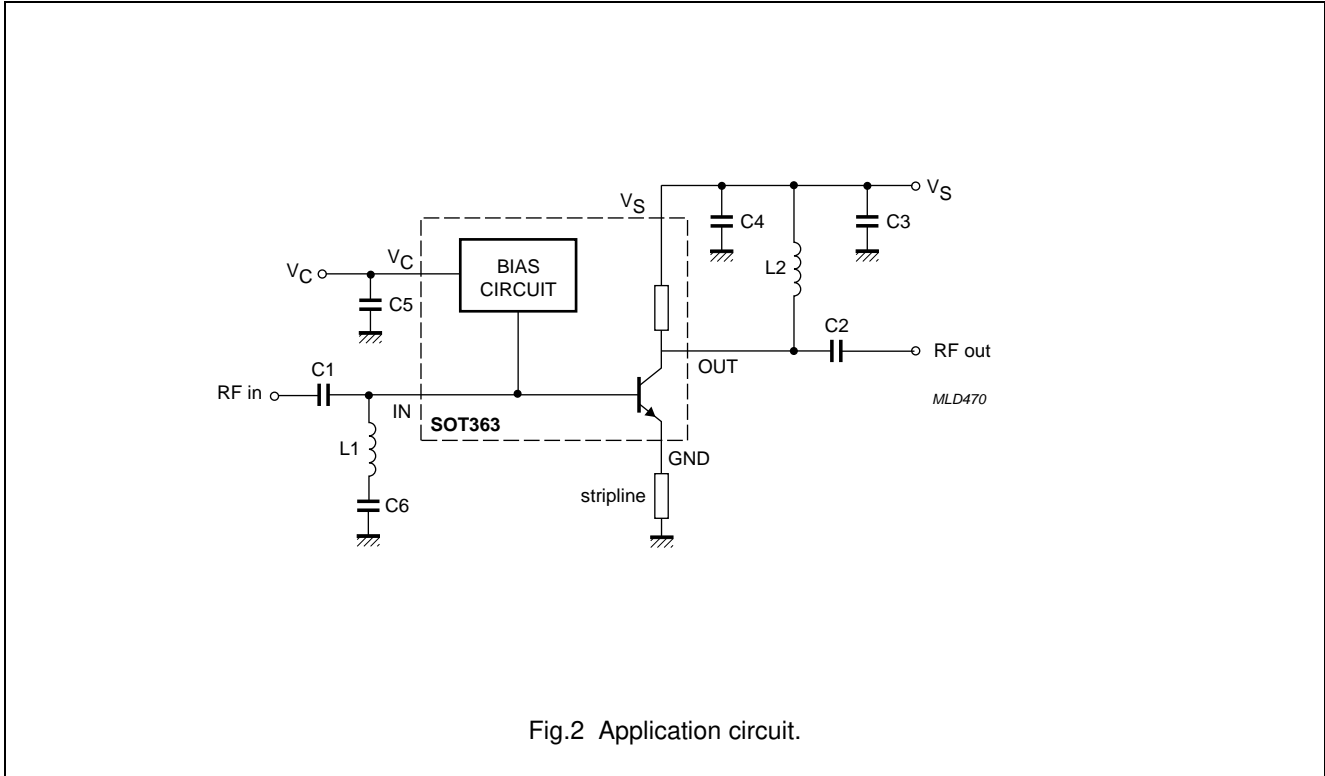 VS
VS
C4
C3
L2
VC
VC
BIAS
CIRCUIT
C5
C2
RF out
OUT
C1
RF in
IN
SOT363
MLD470
L1
GND
stripline
C6
Fig.2 Application circuit.